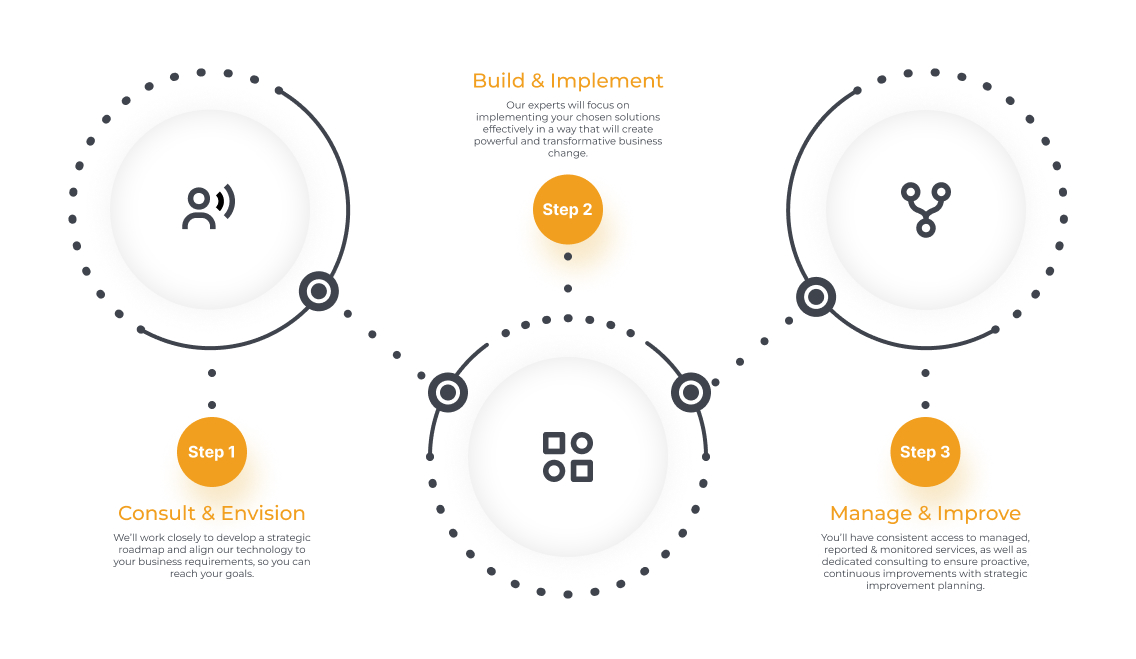 Step 1
Consult & Envision
We'll work closely to develop a strategic
roadmap and align our technology to
your business requirements, so you can
reach your goals.
Build & Implement
Our experts will focus on
implementing your chosen solutions
effectively in a way that will create
powerful and transformative business
change.
Step 2
Step 3
Manage & Improve
You'll have consistent access to managed,
reported & monitored services, as well as
dedicated consulting to ensure proactive,
continuous improvements with strategic
improvement planning.